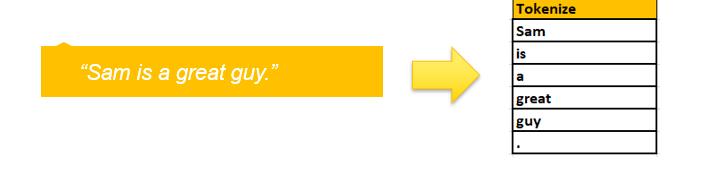 “Sam is a great guy.”
Tokenize
Sam
is
a
great
guy
.